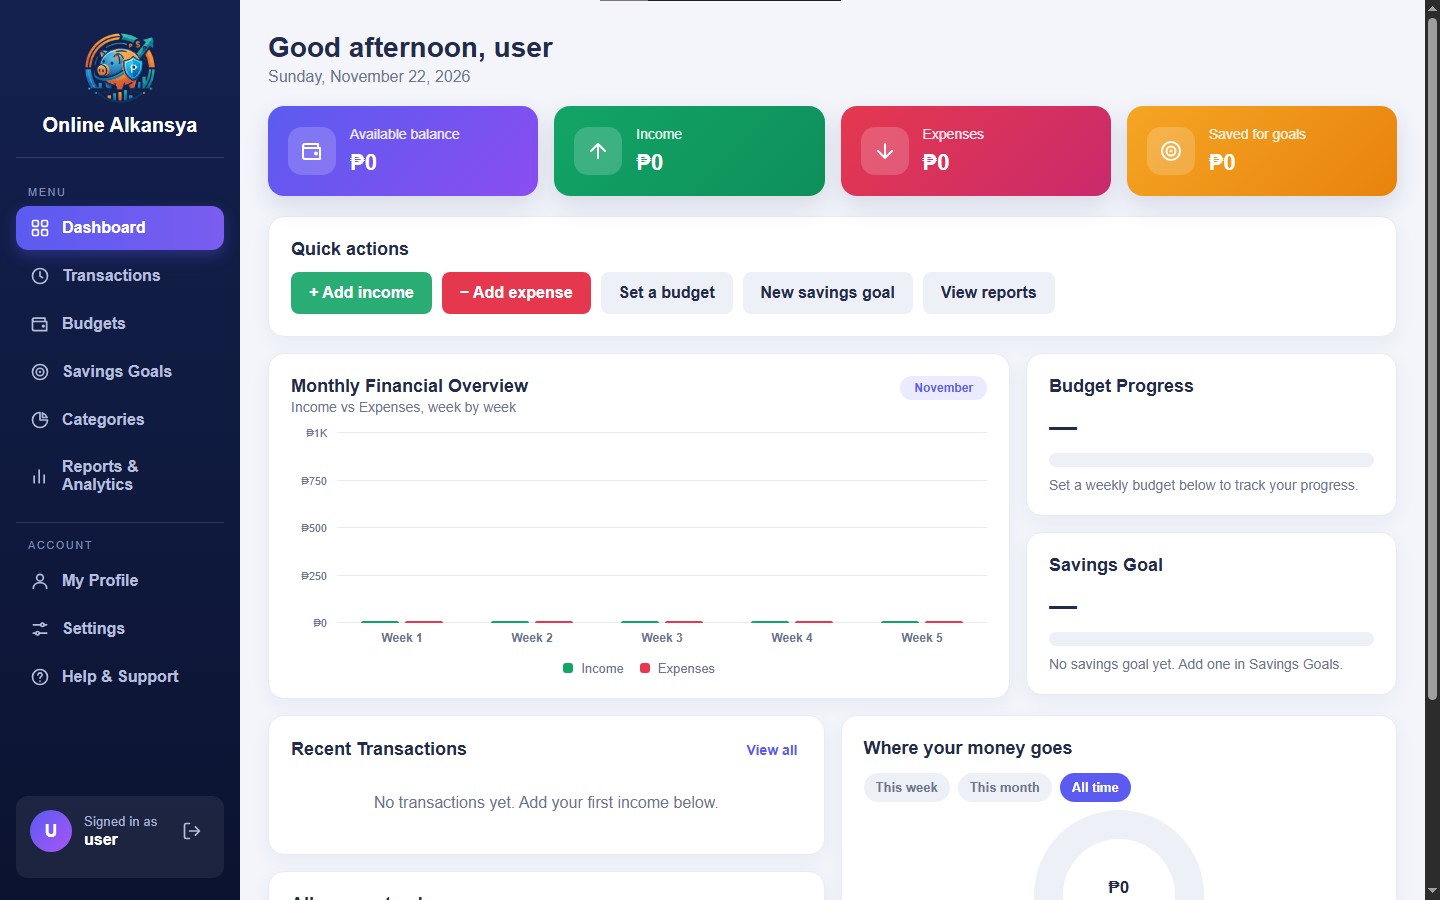 Online Alkansya
MENU
Dashboard
Transactions
Budgets
Savings Goals
Categories
Reports &
Analytics
ACCOUNT
My Profile
Settings
Help & Support
U
Signed in as
user
Good afternoon, user
Sunday, November 22, 2026
Available balance
₱0
Income
₱0
Expenses
₱0
Saved for goals
₱0
Quick actions
+ Add income
− Add expense
Set a budget
New savings goal
View reports
Monthly Financial Overview
November
Income vs Expenses, week by week
₱1K
₱750
₱500
₱250
₱0
Week 1
Week 2
Week 3
Week 4
Week 5
Income
Expenses
Budget Progress
—
Set a weekly budget below to track your progress.
Savings Goal
—
No savings goal yet. Add one in Savings Goals.
Recent Transactions
View all
No transactions yet. Add your first income below.
Where your money goes
This week
This month
All time
₱0